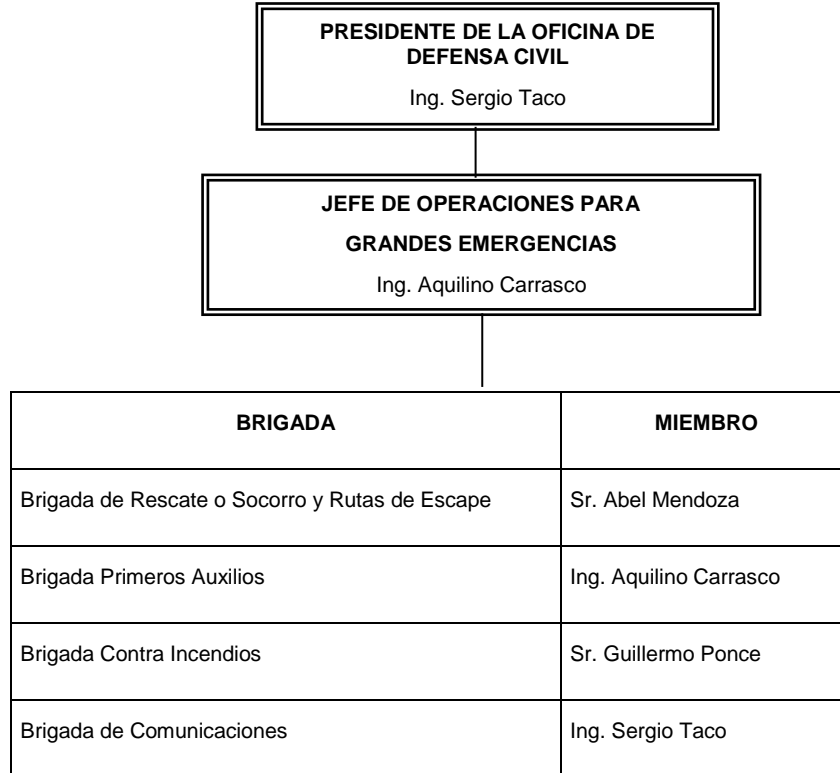 PRESIDENTE DE LA OFICINA DE
DEFENSA CIVIL
Ing. Sergio Taco
JEFE DE OPERACIONES PARA
GRANDES EMERGENCIAS
Ing. Aquilino Carrasco
BRIGADA MIEMBRO
Brigada de Rescate o Socorro y Rutas de Escape Sr. Abel Mendoza
Brigada Primeros Auxilios Ing. Aquilino Carrasco
Brigada Contra Incendios Sr. Guillermo Ponce
Brigada de Comunicaciones Ing. Sergio Taco